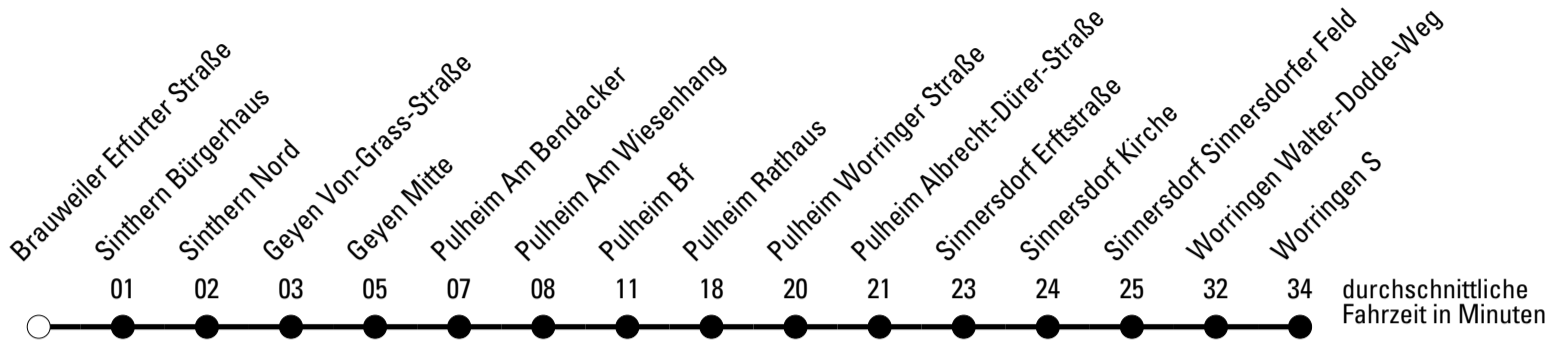 Brauweiler Erfurter Straße
Sinthern Bürgerhaus
Sinthern Nord
Geyen Von-Grass-Straße
Geyen Mitte
Pulheim Am Bendacker
Pulheim Am Wiesenhang
Pulheim Bf
Pulheim Rathaus
Pulheim Worringer Straße
Pulheim Albrecht-Dürer-Straße
Sinnersdorf Erftstraße
Sinnersdorf Kirche
Sinnersdorf Sinnersdorfer Feld
Worringen Walter-Dodde-Weg
Worringen S
01 02 03 05 07 08 11 18 20 21 23 24 25 32 34
durchschnittliche
Fahrzeit in Minuten